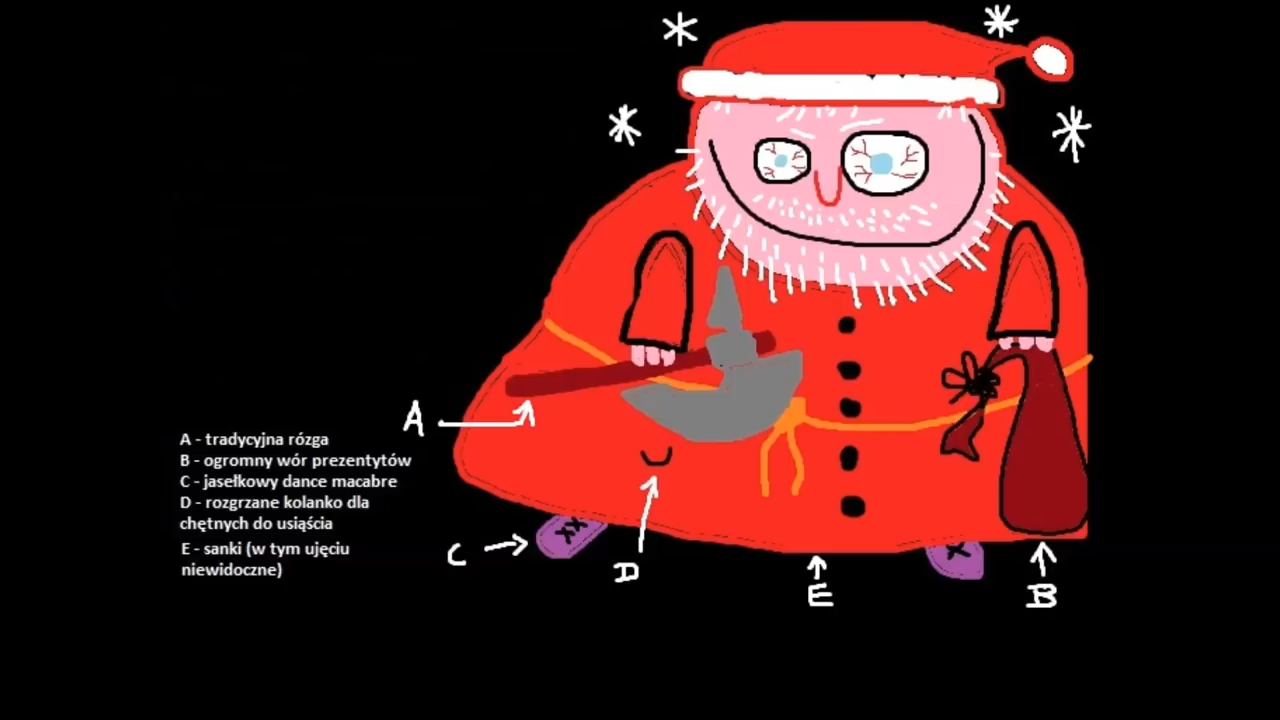 A
A - tradycyjna rózga
B - ogromny wór prezentytów
C - jasełkowy dance macabre
D - rozgrzane kolanko dla
chętnych do usiąścia
E - sanki (w tym ujęciu
niewidoczne)
C
D
E
B